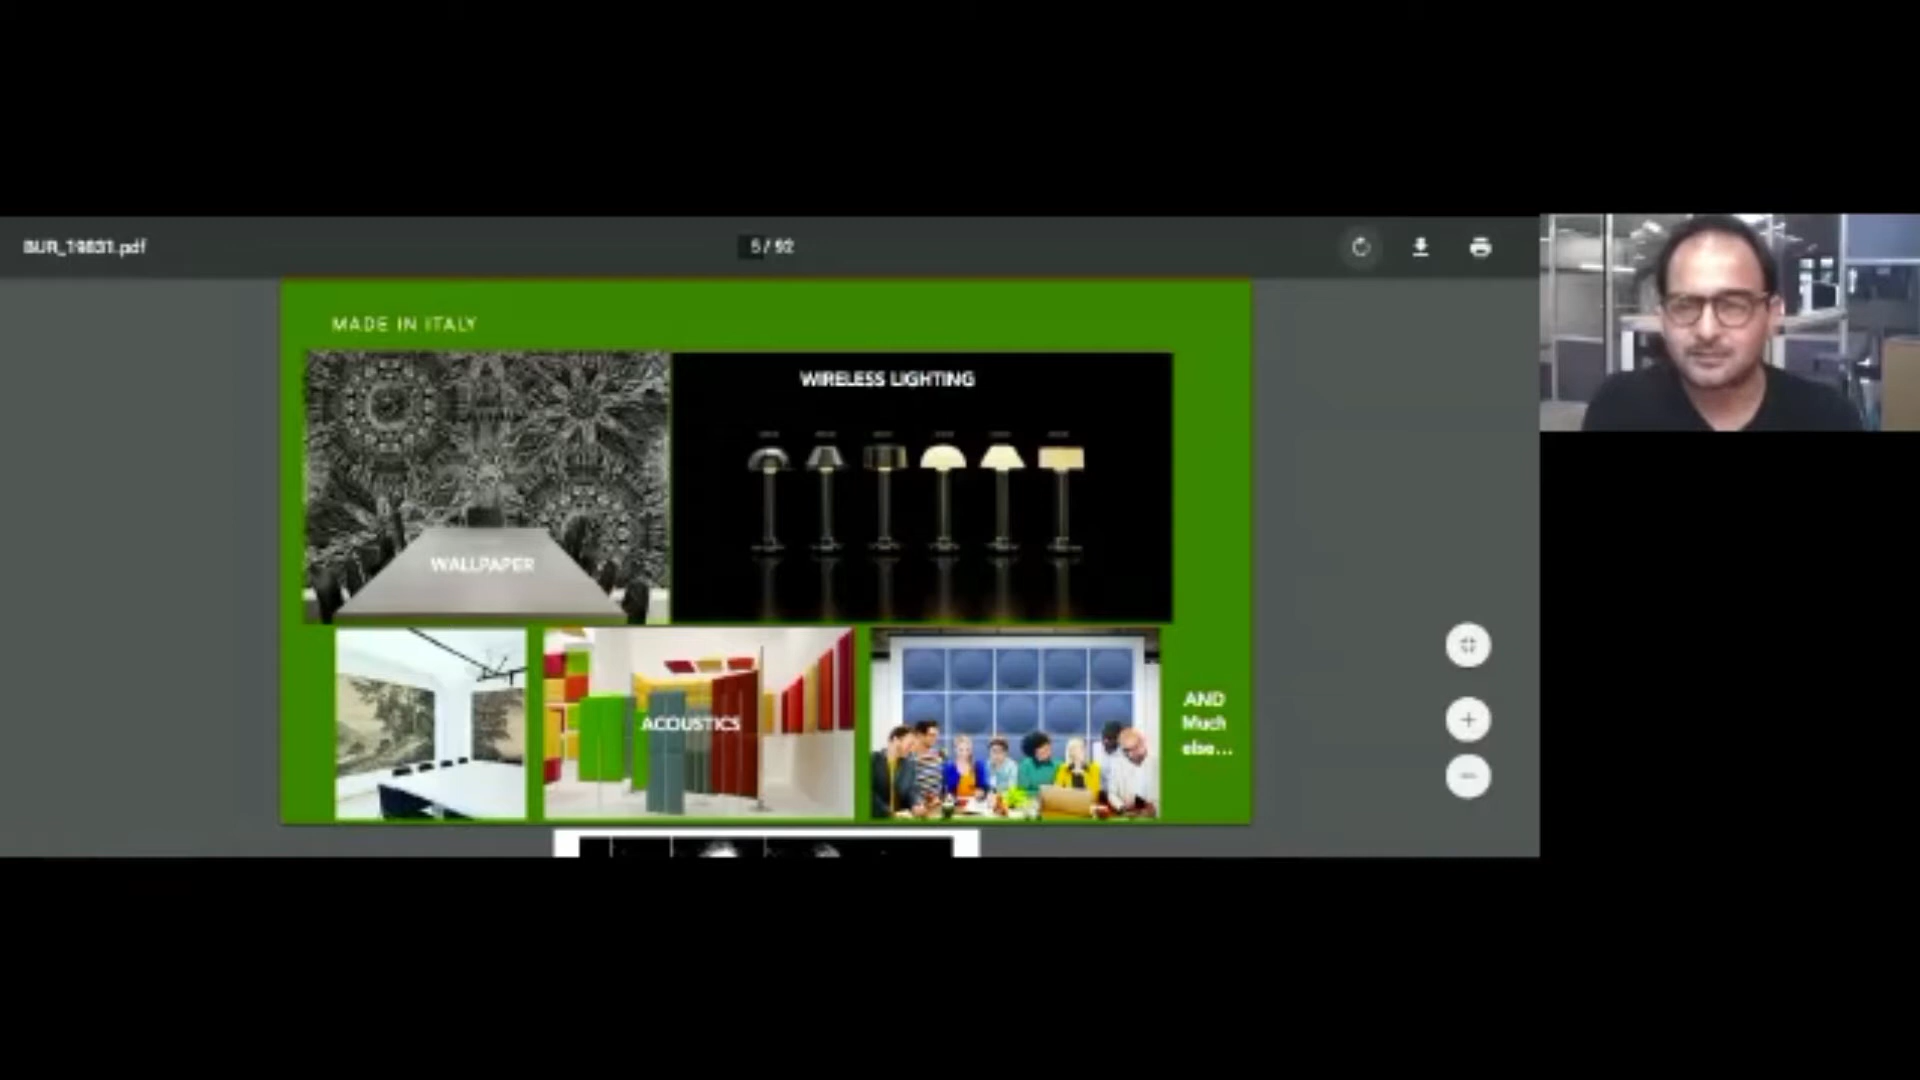 BUR_19831.pdf
5 / 92
MADE IN ITALY
WIRELESS LIGHTING
WALLPAPER
ACOUSTICS
AND
Much
else...